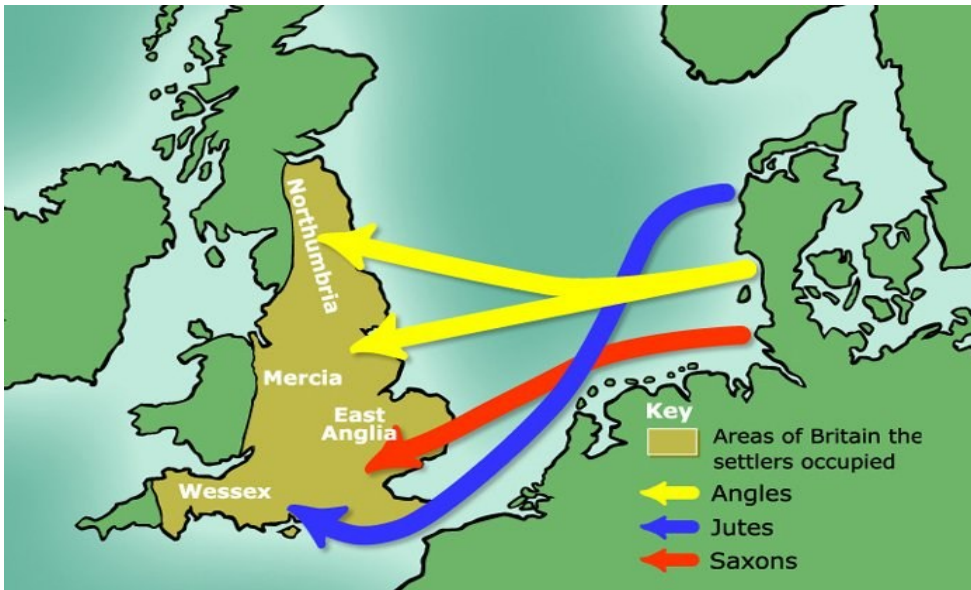 Northumbria
Mercia
East
Anglia
Wessex
Key
Areas of Britain the
settlers occupied
Angles
Jutes
Saxons